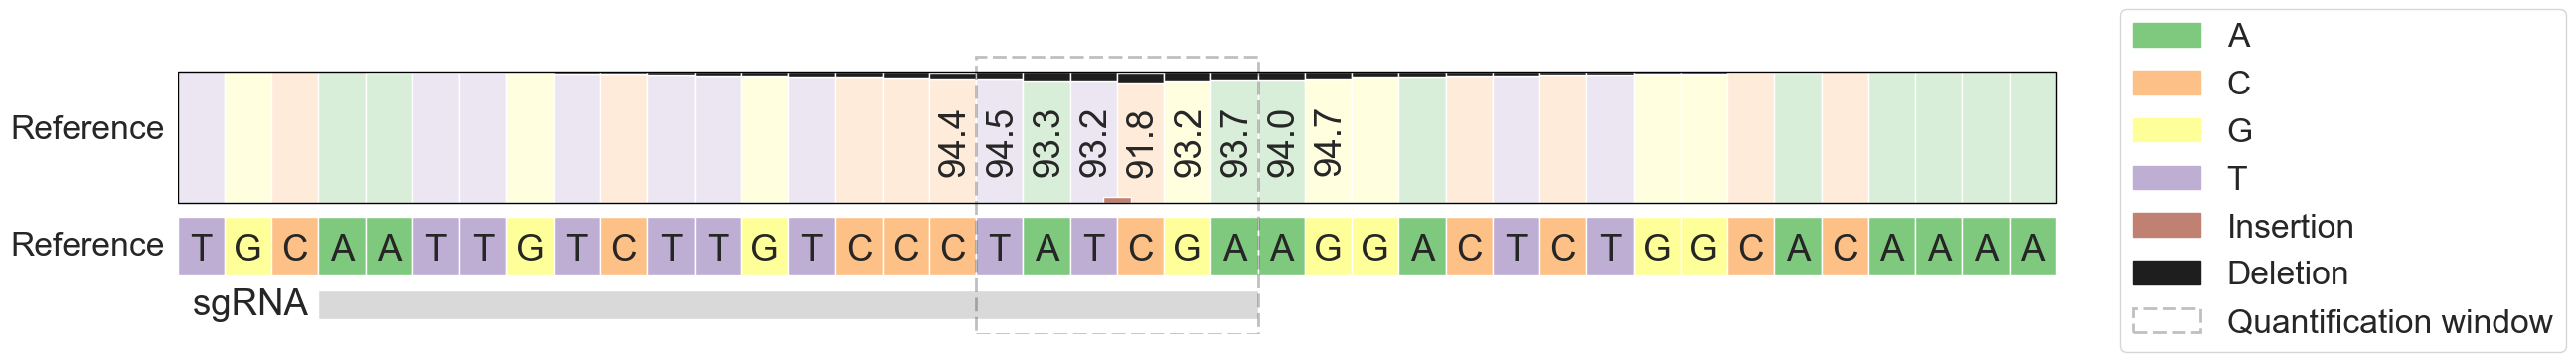 Reference 94.4 94.5 93.3 93.2 91.8 93.2 93.7 94.0 94.7
Reference T G C A A T T G T C T T G T C C C T A T C G A A G G A C T C T G G C A C A A A A
sgRNA
A
C
G
T
Insertion
Deletion
Quantification window